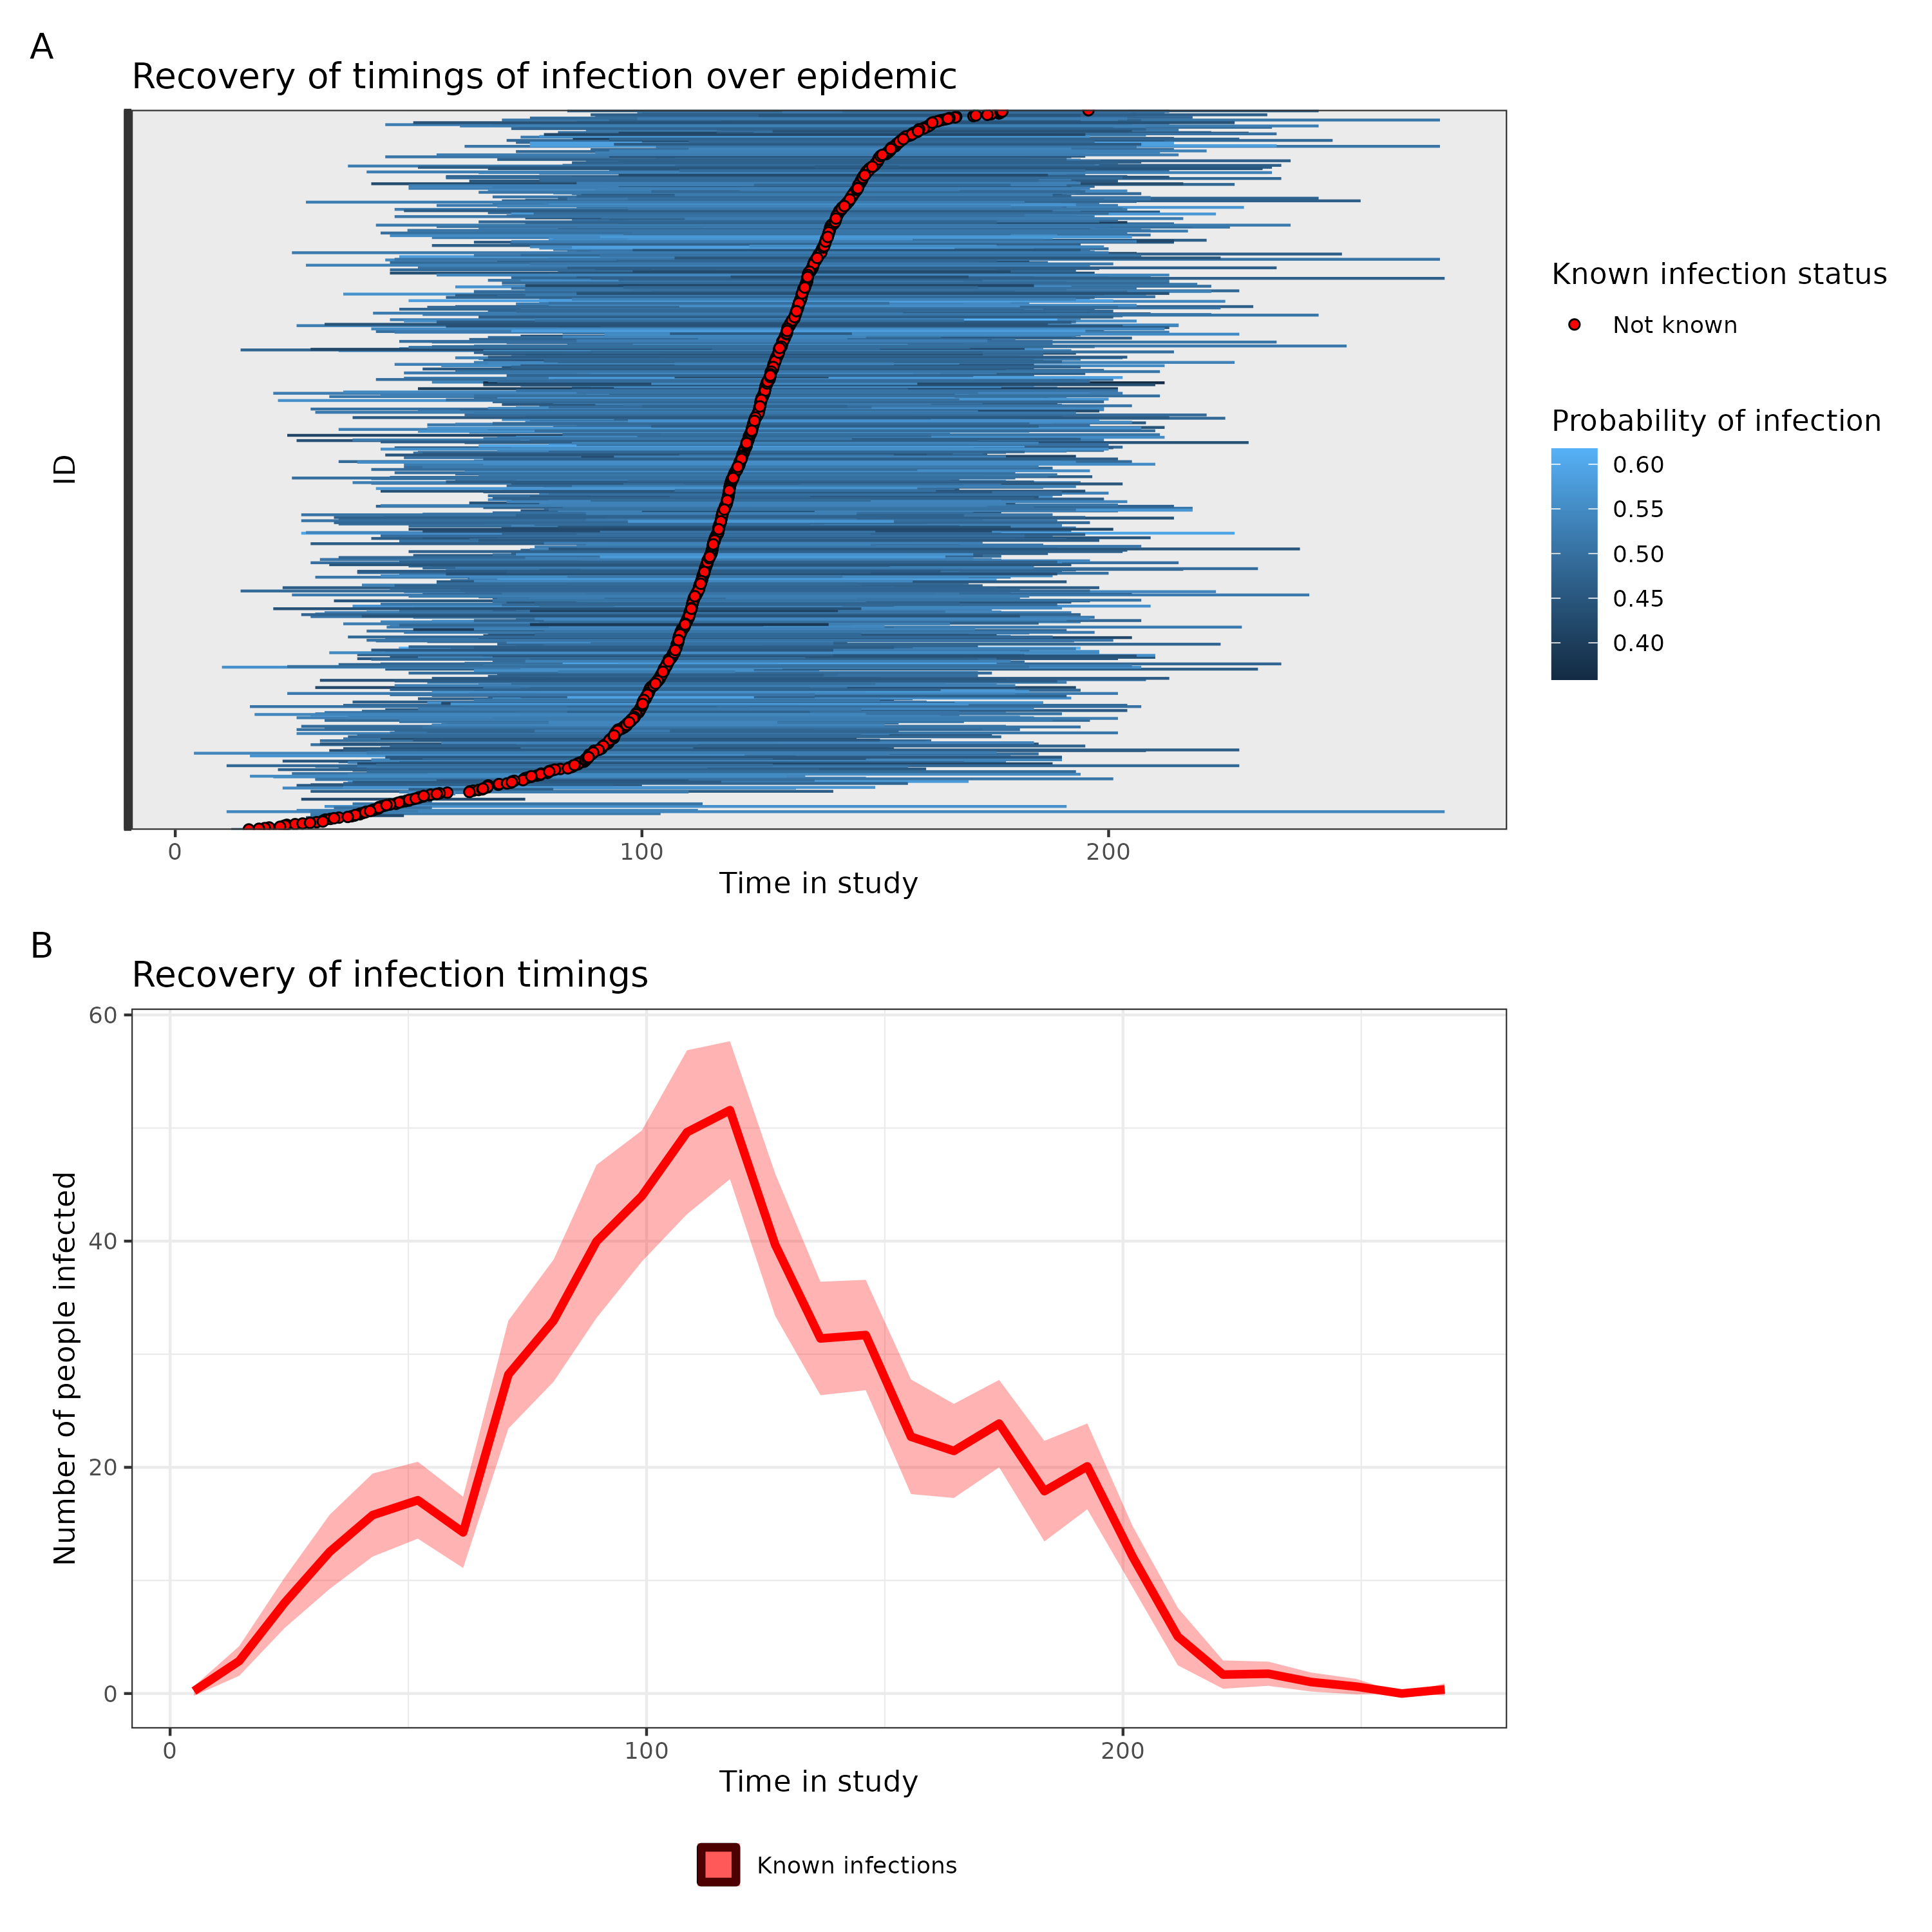 A
Recovery of timings of infection over epidemic
ID
0
100
200
Time in study
Known infection status
Not known
Probability of infection
0.60
0.55
0.50
0.45
0.40
B
Recovery of infection timings
Number of people infected
60
40
20
0
0
100
200
Time in study
Known infections